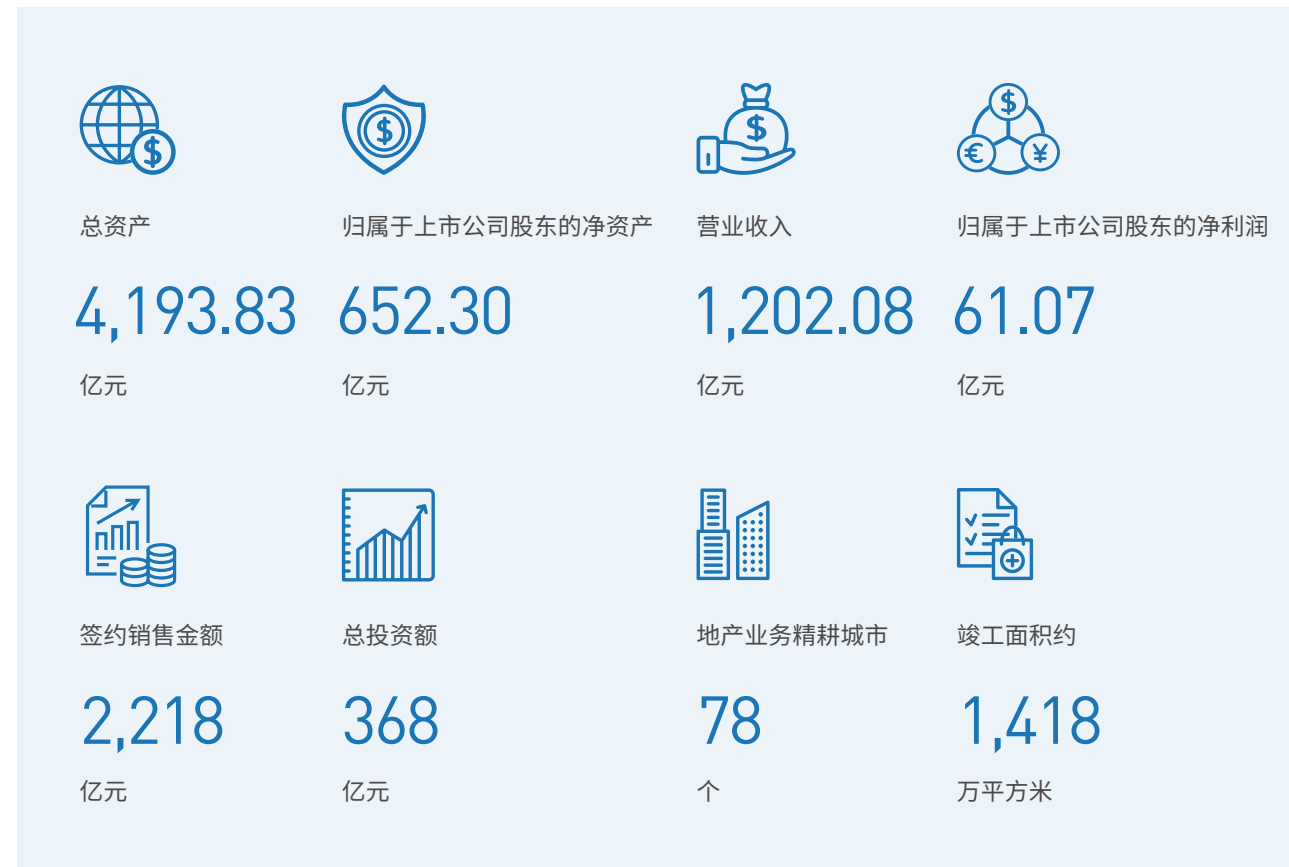 总资产
归属于上市公司股东的净资产
营业收入
归属于上市公司股东的净利润
4,193.83
652.30
1,202.08
61.07
亿元
亿元
亿元
亿元
签约销售金额
总投资额
地产业务精耕城市
竣工面积约
2,218
368
78
1,418
亿元
亿元
个
万平方米